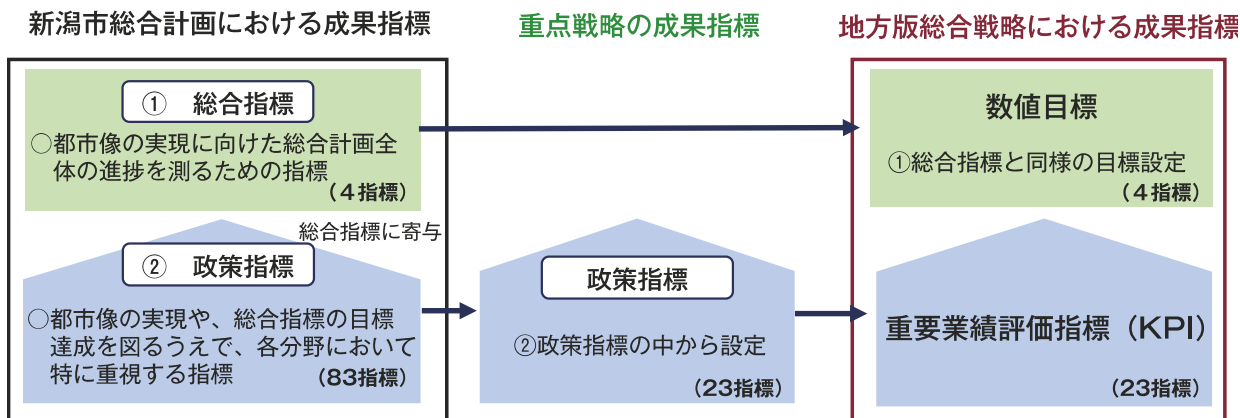 新潟市総合計画における成果指標
重点戦略の成果指標
地方版総合戦略における成果指標
① 総合指標
○都市像の実現に向けた総合計画全
体の進捗を測るための指標
（4指標）
数値目標
①総合指標と同様の目標設定
（4指標）
総合指標に寄与
② 政策指標
○都市像の実現や、総合指標の目標
達成を図るうえで、各分野において
特に重視する指標
（83指標）
政策指標
②政策指標の中から設定
（23指標）
重要業績評価指標（KPI）
（23指標）